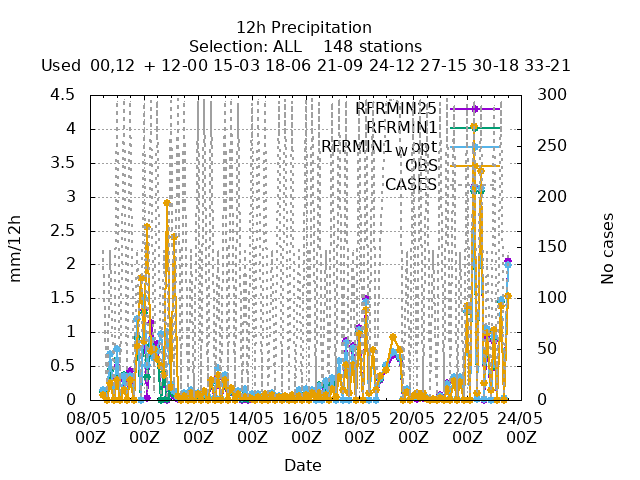 12h Precipitation
Selection: ALL 148 stations
Used 00,12 + 12-00 15-03 18-06 21-09 24-12 27-15 30-18 33-21
RFRMIN25
RFRMIN1
RFRMIN1_w opt
OBS
CASES
mm/12h
4.5
4
3.5
3
2.5
2
1.5
1
0.5
0
No cases
300
250
200
150
100
50
0
08/05 10/05 12/05 14/05 16/05 18/05 20/05 22/05 24/05
00Z 00Z 00Z 00Z 00Z 00Z 00Z 00Z 00Z
Date